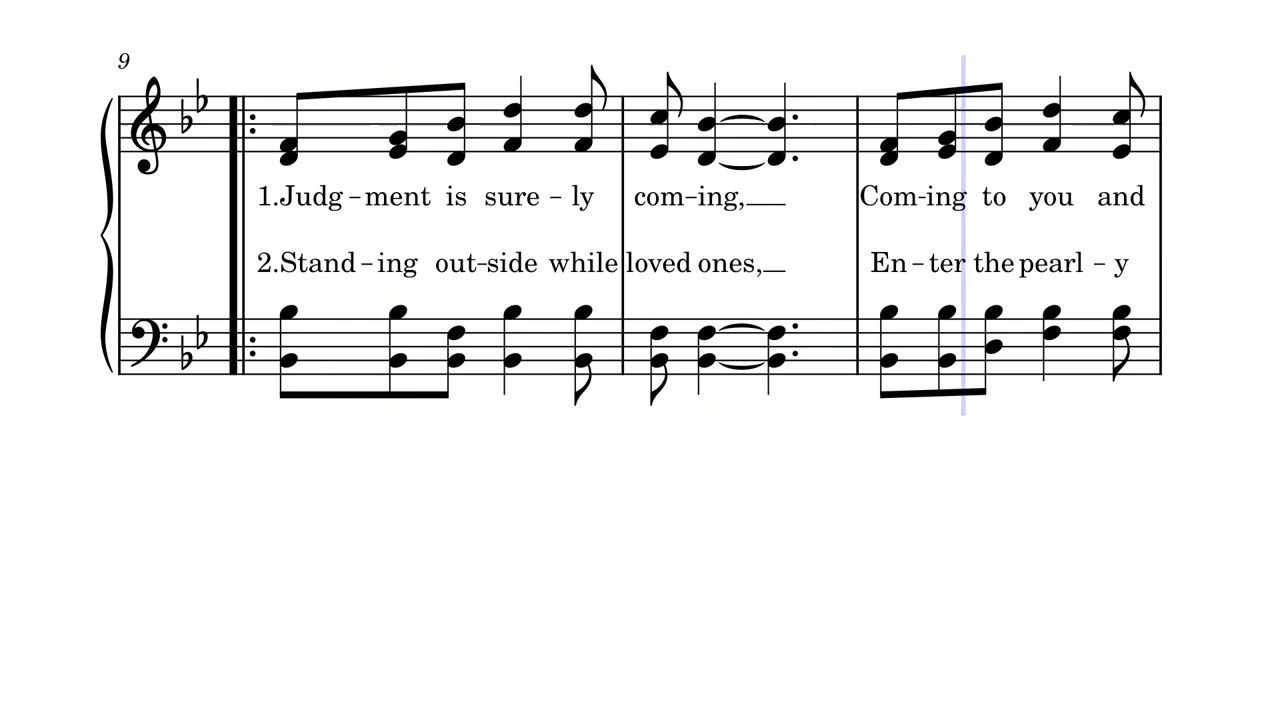 9
1.Judg-ment is sure-ly com-ing, Com-ing to you and
2.Stand-ing out-side while loved ones, En-ter the pearl-y